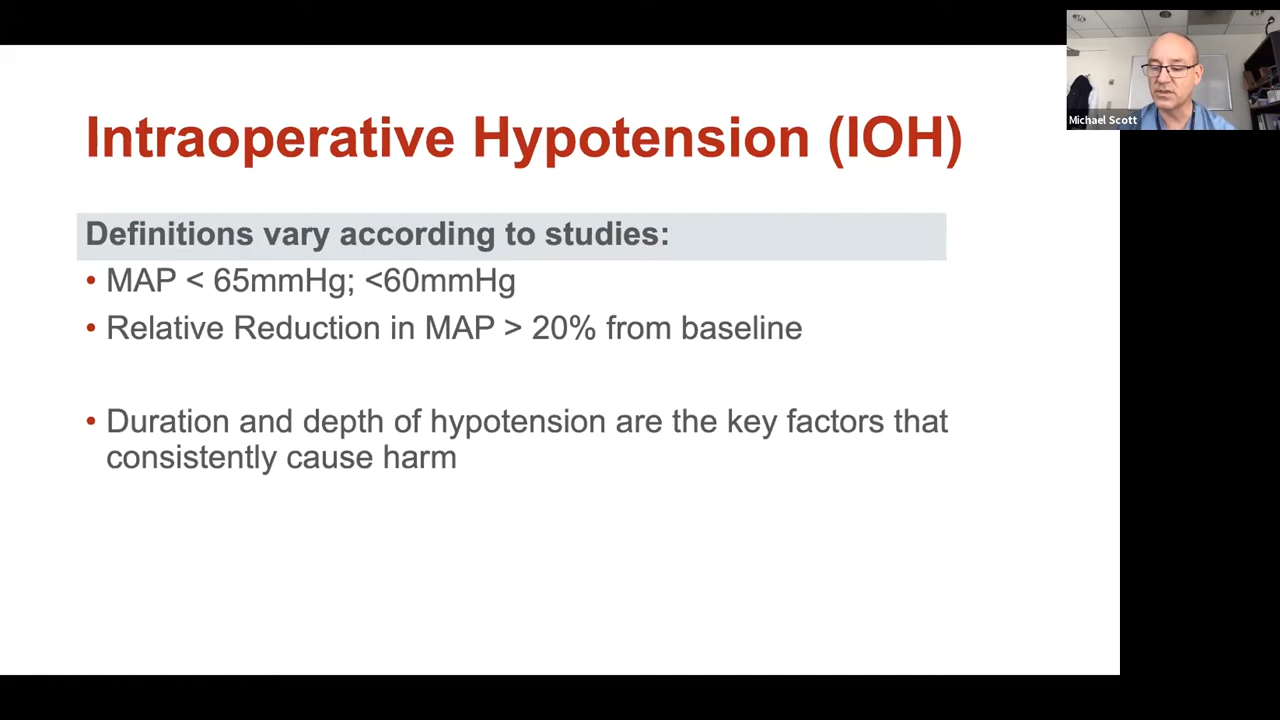 Intraoperative Hypotension (IOH)
Definitions vary according to studies:
• MAP < 65mmHg; <60mmHg
• Relative Reduction in MAP > 20% from baseline
• Duration and depth of hypotension are the key factors that
consistently cause harm
Michael Scott